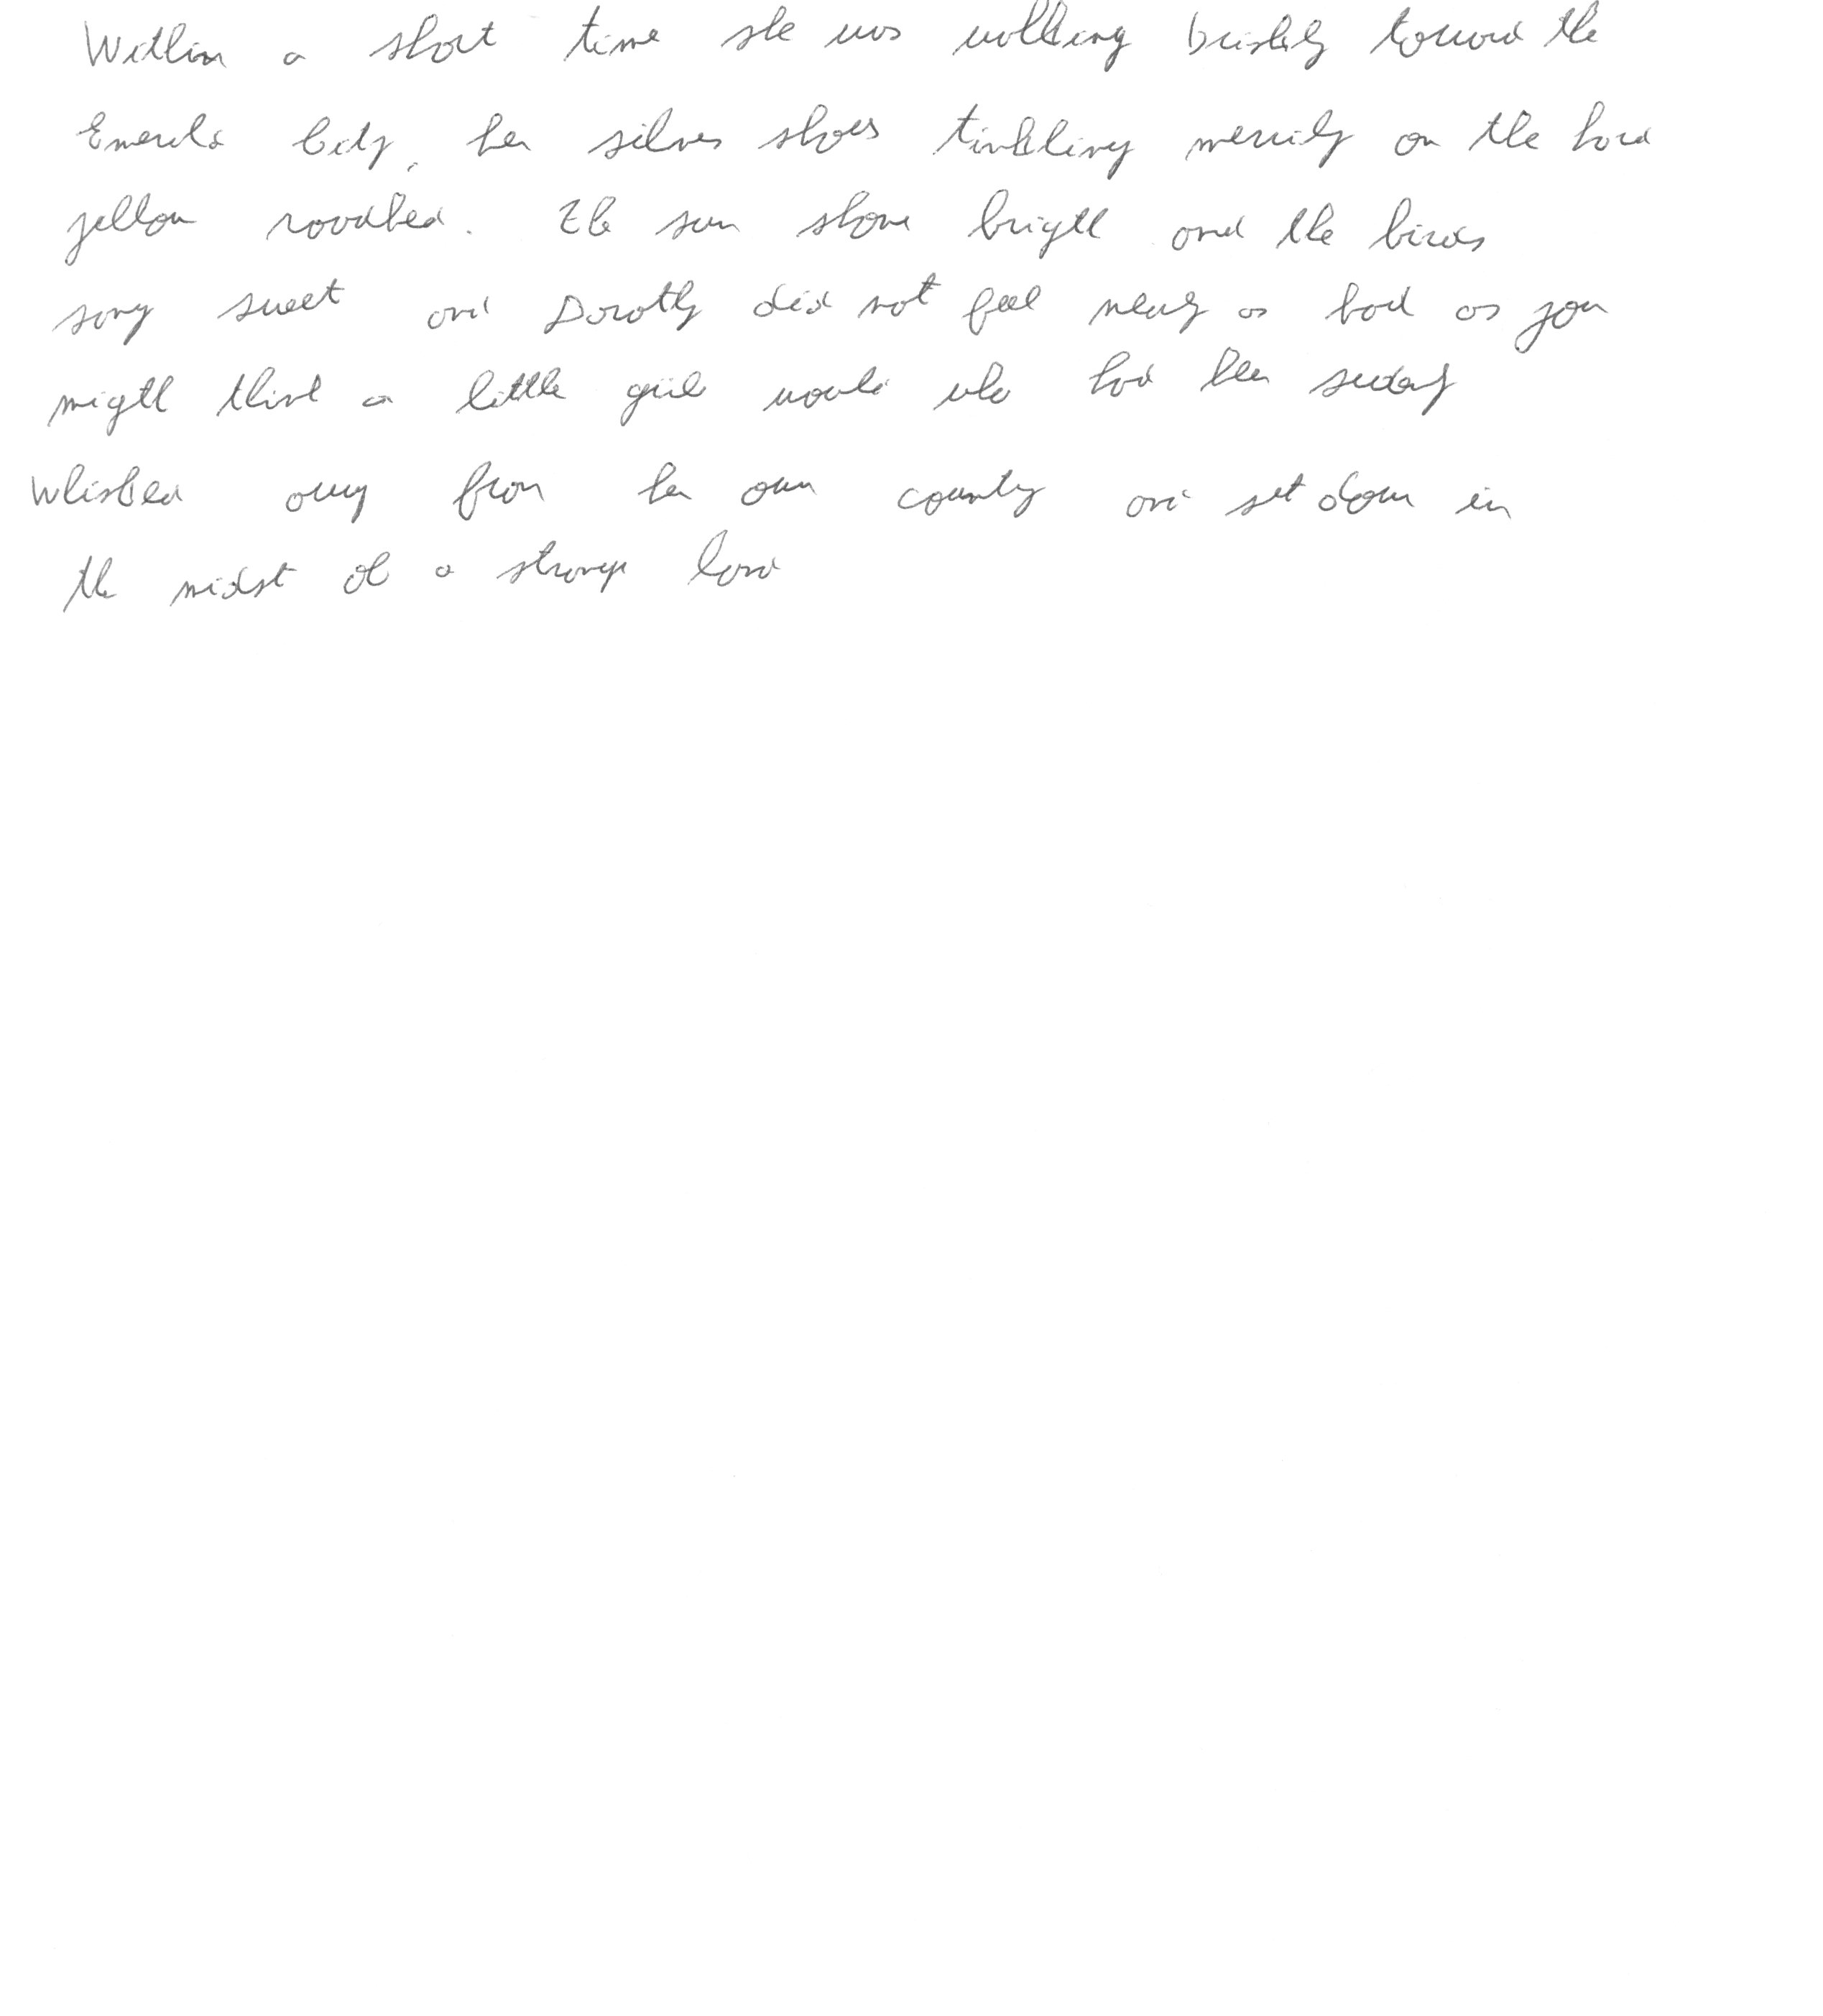 Within a short time she was walking briskly toward the
Emerald City, her silver shoes tinkling merrily on the hard
yellow roadbed. The sun shone bright and the birds
sang sweet and Dorothy did not feel nearly as bad as you
might think a little girl would who had been suddenly
whisked away from her own country and set down in
the midst of a strange land